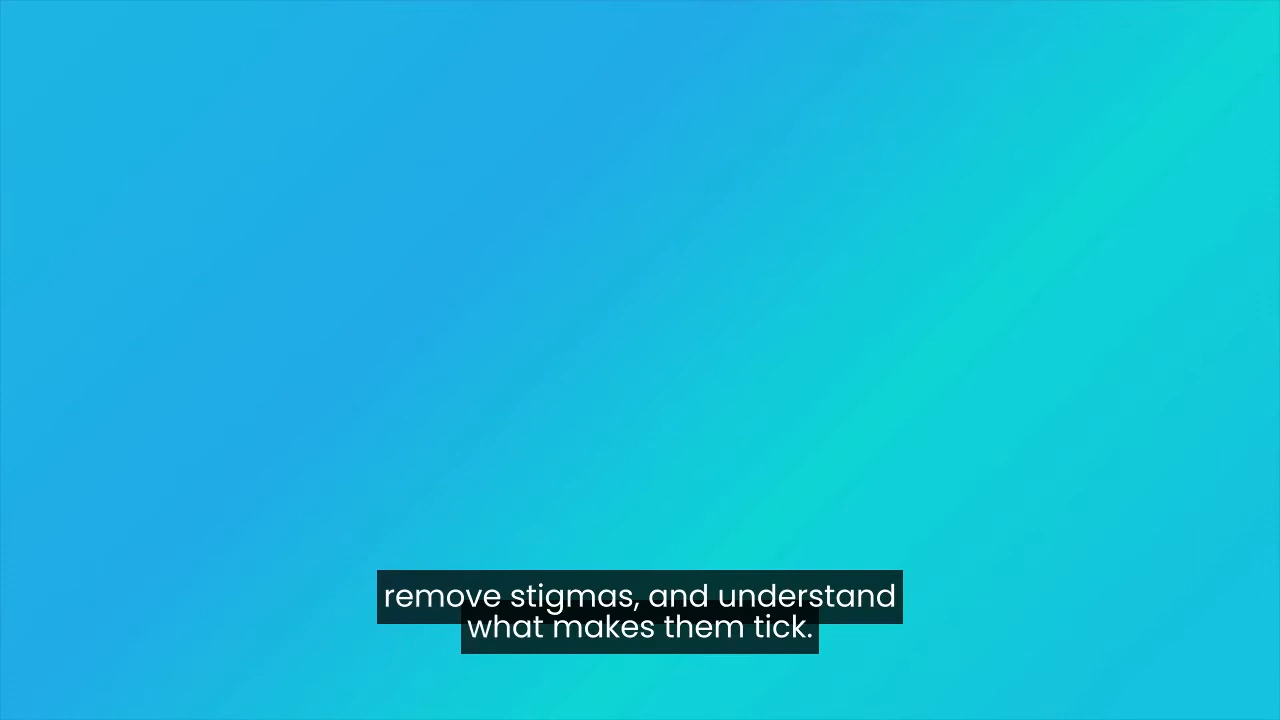 remove stigmas, and understand
what makes them tick.